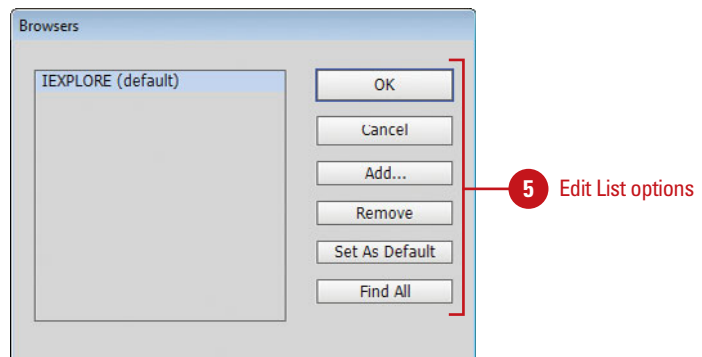 Browsers
IEXPLORE (default)
OK
Cancel
Add...
Remove
Set As Default
Find All
5 Edit List options